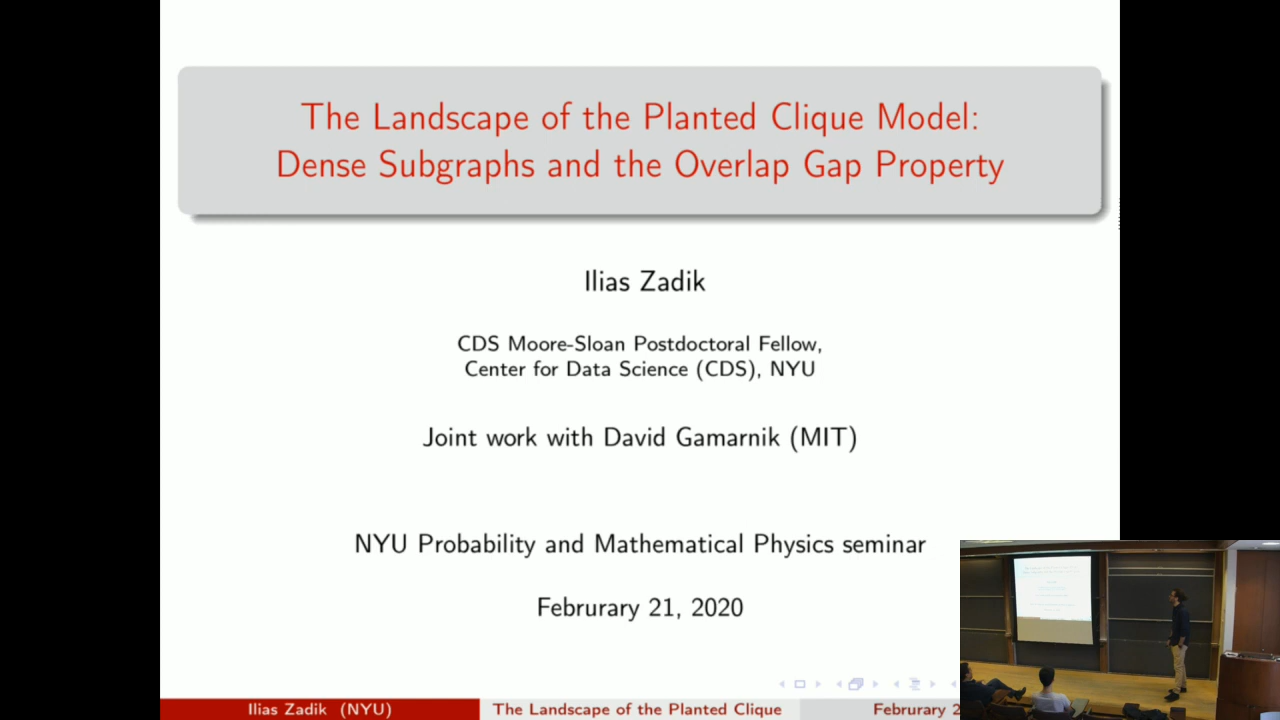 The Landscape of the Planted Clique Model:
Dense Subgraphs and the Overlap Gap Property
Ilias Zadik
CDS Moore-Sloan Postdoctoral Fellow,
Center for Data Science (CDS), NYU
Joint work with David Gamarnik (MIT)
NYU Probability and Mathematical Physics seminar
Februrary 21, 2020
Ilias Zadik (NYU)
The Landscape of the Planted Clique
Februrary 2